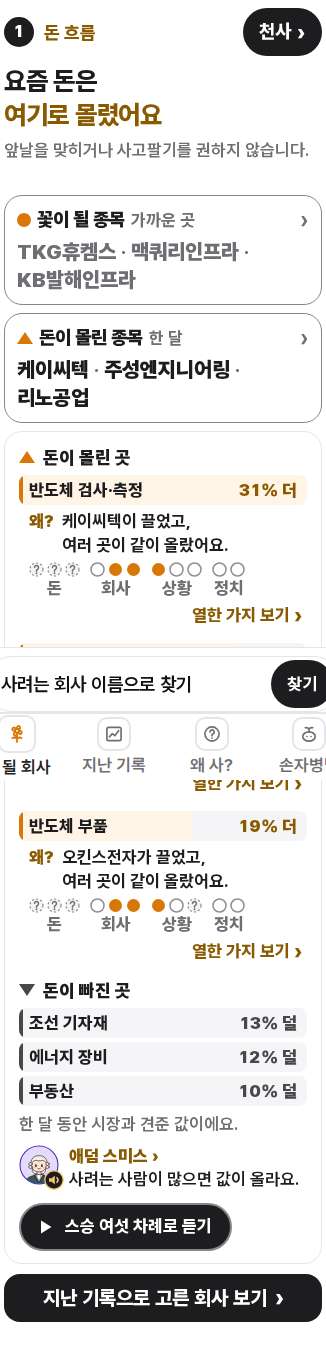 1 돈 흐름
천사 ›
요즘 돈은
여기로 몰렸어요
앞날을 맞히거나 사고팔기를 권하지 않습니다.
꽃이 될 종목 가까운 곳 ›
TKG휴켐스 · 맥쿼리인프라 ·
KB발해인프라
돈이 몰린 종목 한 달 ›
케이씨텍 · 주성엔지니어링 ·
리노공업
돈이 몰린 곳
반도체 검사·측정 31% 더
왜? 케이씨텍이 끌었고,
여러 곳이 같이 올랐어요.
? ? ?
돈 회사 상황 정치
열한 가지 보기 ›
사려는 회사 이름으로 찾기 찾기
될 회사 지난 기록 왜 사? 손자병
열한 가지 보기 ›
반도체 부품 19% 더
왜? 오킨스전자가 끌었고,
여러 곳이 같이 올랐어요.
? ? ? ?
돈 회사 상황 정치
열한 가지 보기 ›
돈이 빠진 곳
조선 기자재 13% 덜
에너지 장비 12% 덜
부동산 10% 덜
한 달 동안 시장과 견준 값이에요.
애덤 스미스 ›
사려는 사람이 많으면 값이 올라요.
스승 여섯 차례로 듣기
지난 기록으로 고른 회사 보기 ›